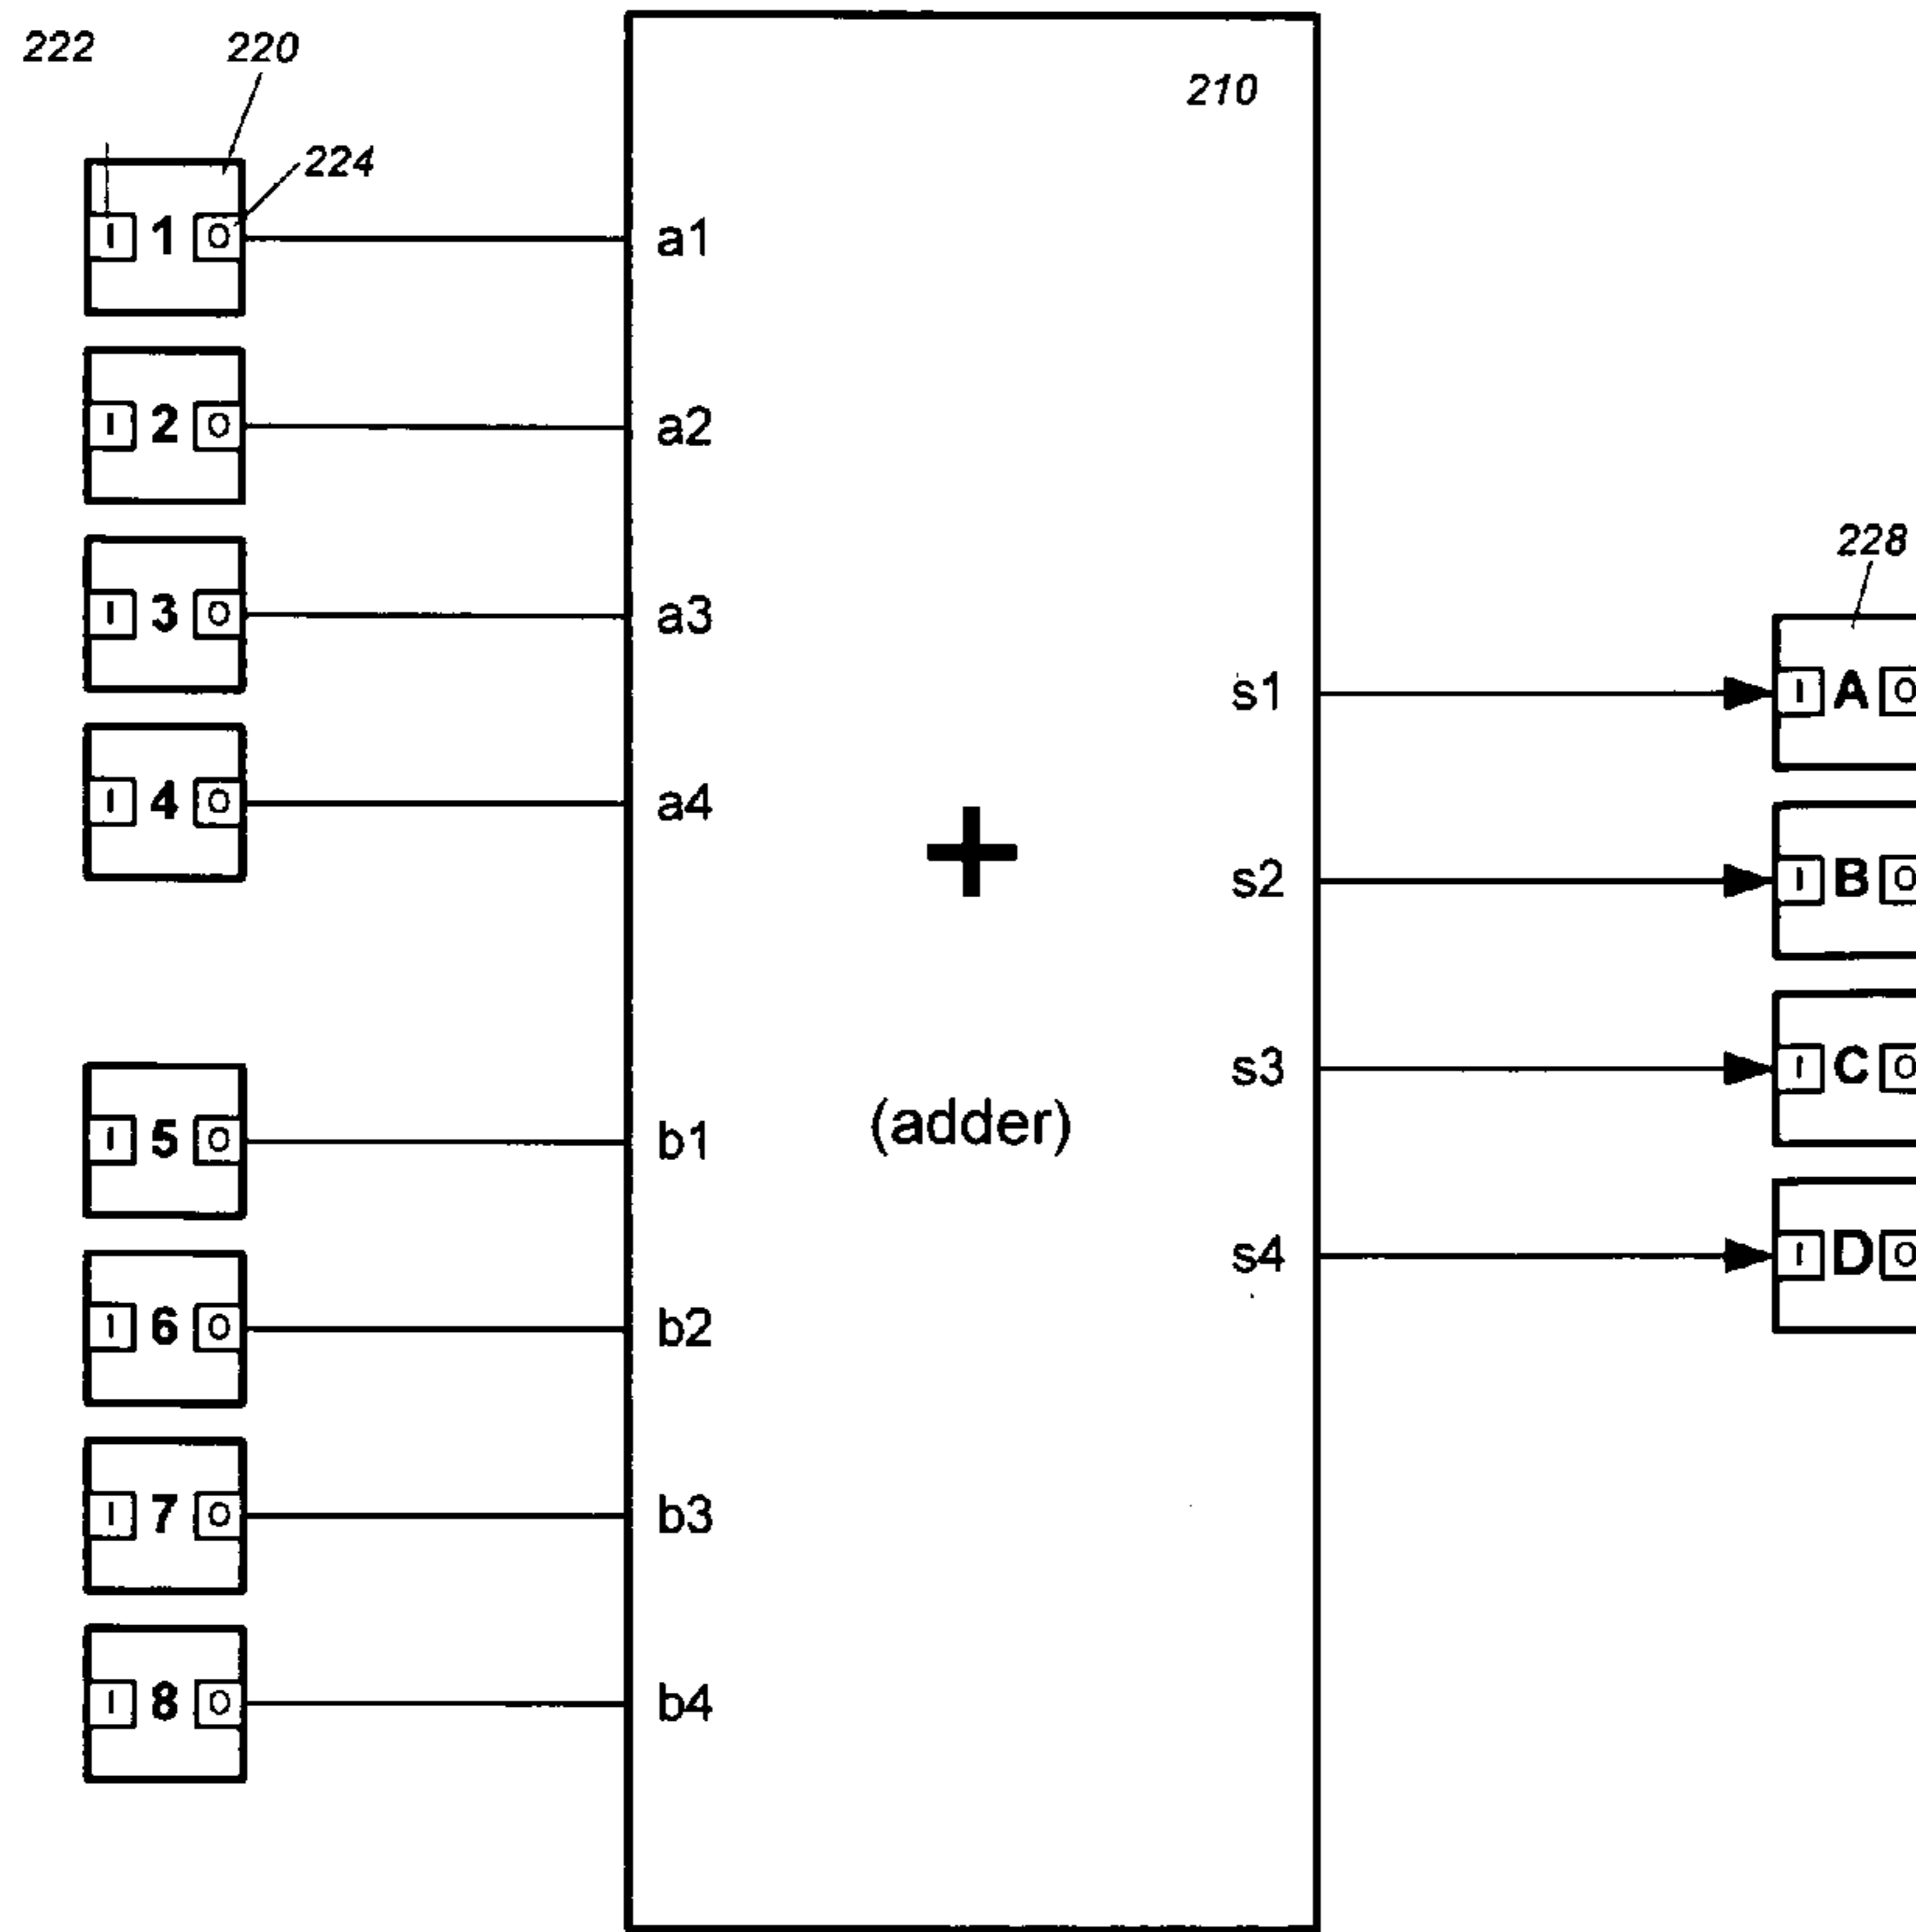 222 220
210
224
I 1 O a1
I 2 O a2
228
I 3 O a3
s1 I A O
I 4 O a4
+
s2 I B O
s3 I C O
(adder)
I 5 O b1
s4 I D O
I 6 O b2
I 7 O b3
I 8 O b4